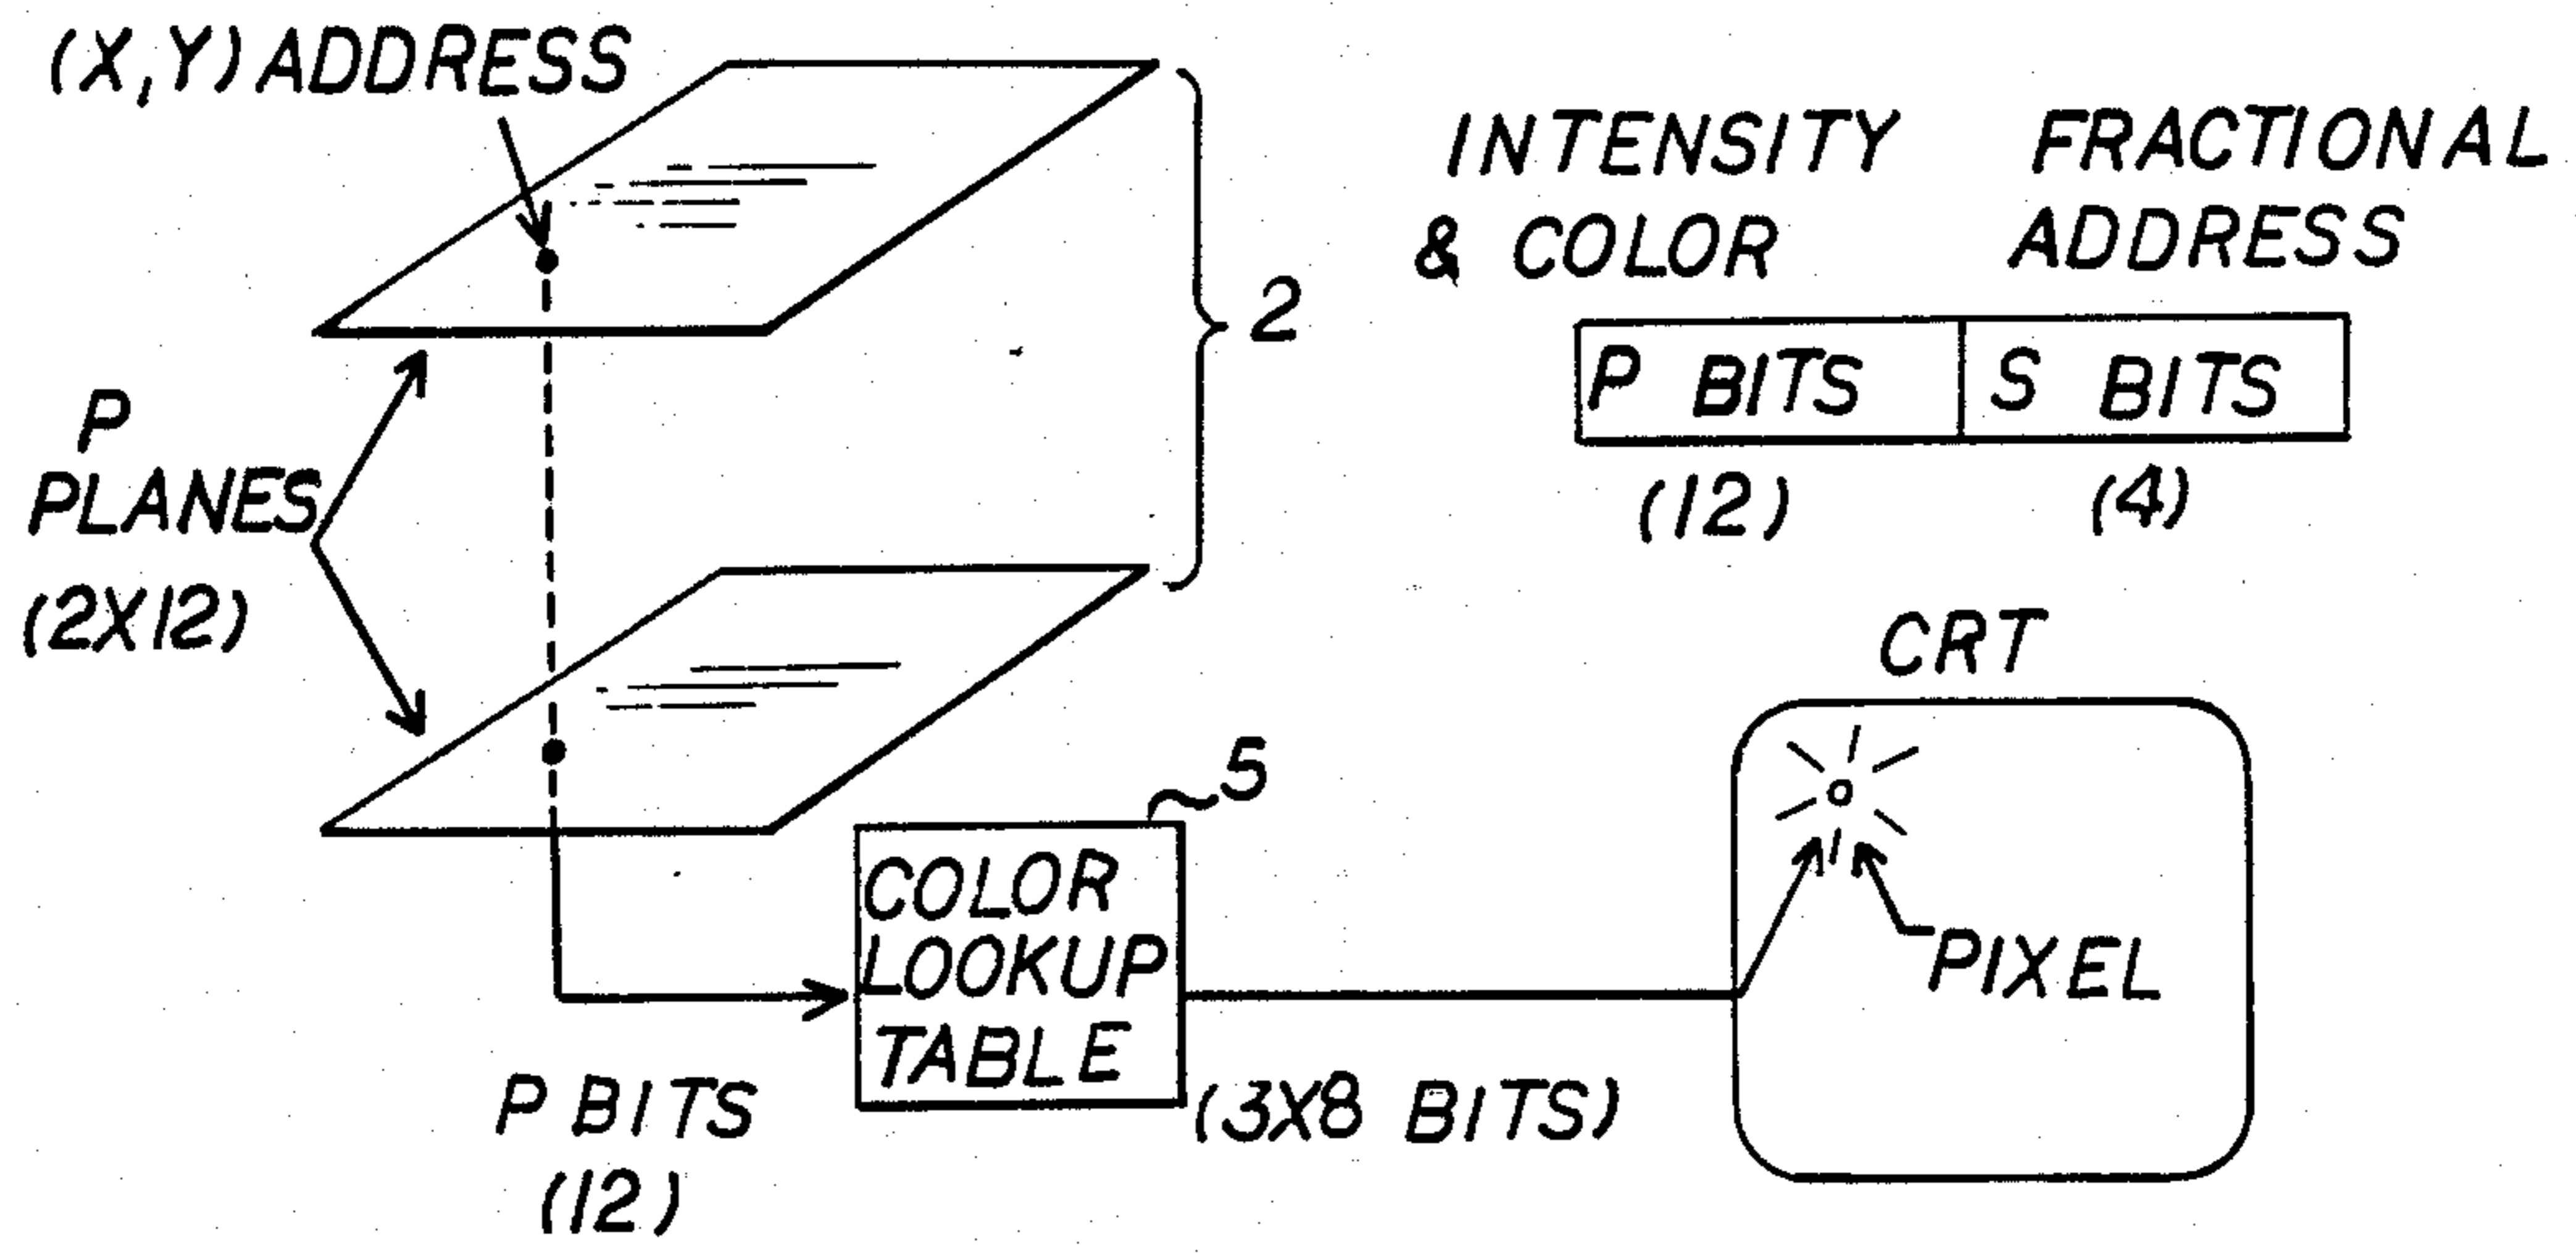 (X,Y) ADDRESS
INTENSITY
& COLOR
FRACTIONAL
ADDRESS
2
P BITS
S BITS
(12)
(4)
P
PLANES
(2X12)
CRT
5
COLOR
LOOKUP
TABLE
PIXEL
P BITS
(12)
(3X8 BITS)